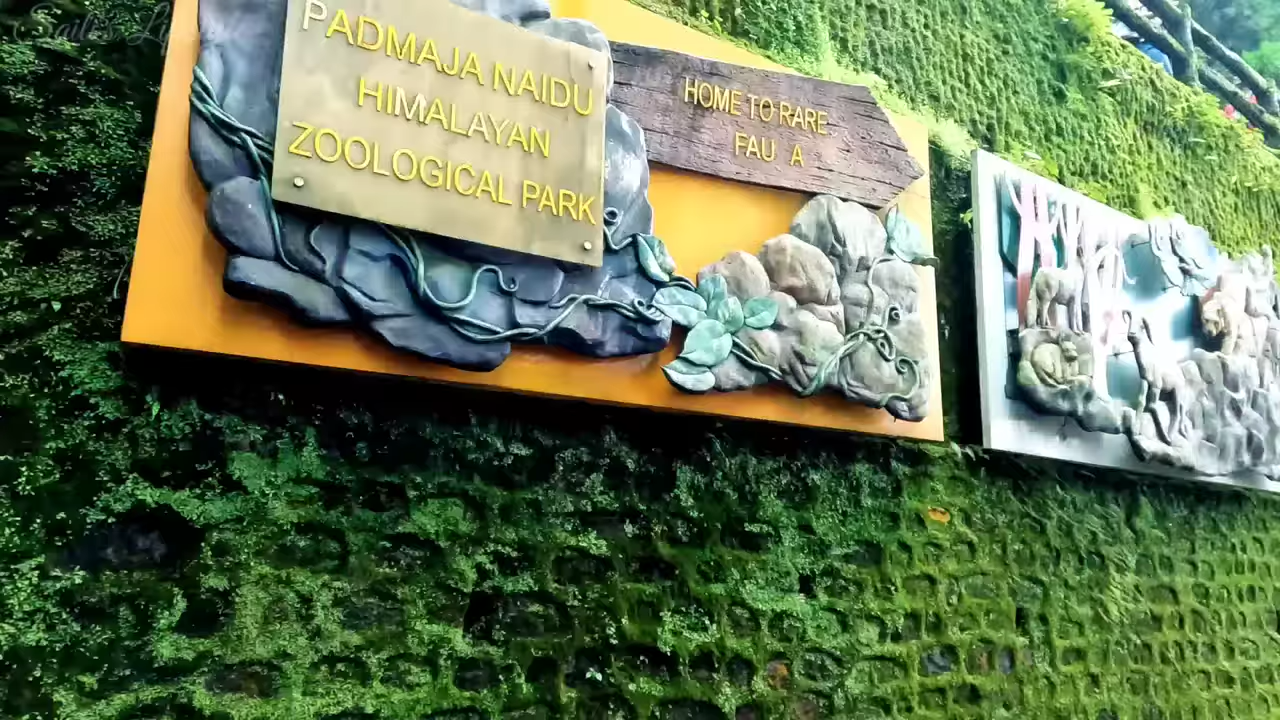 PADMAJA NAIDU
HIMALAYAN
ZOOLOGICAL PARK
HOME TO RARE
FAU A